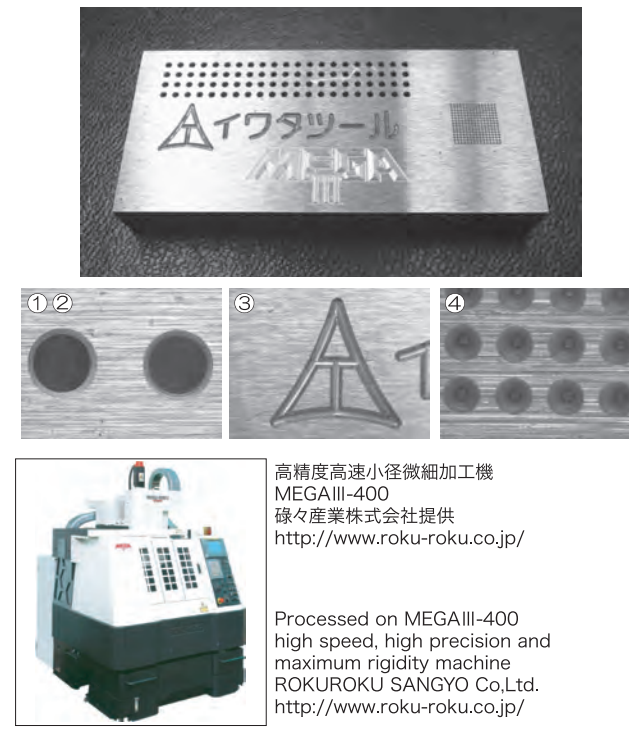 イワタツール
MEGA
III
① ②
③
④
高精度高速小径微細加工機
MEGAIII-400
碌々産業株式会社提供
http://www.roku-roku.co.jp/
Processed on MEGAIII-400
high speed, high precision and
maximum rigidity machine
ROKUROKU SANGYO Co,Ltd.
http://www.roku-roku.co.jp/